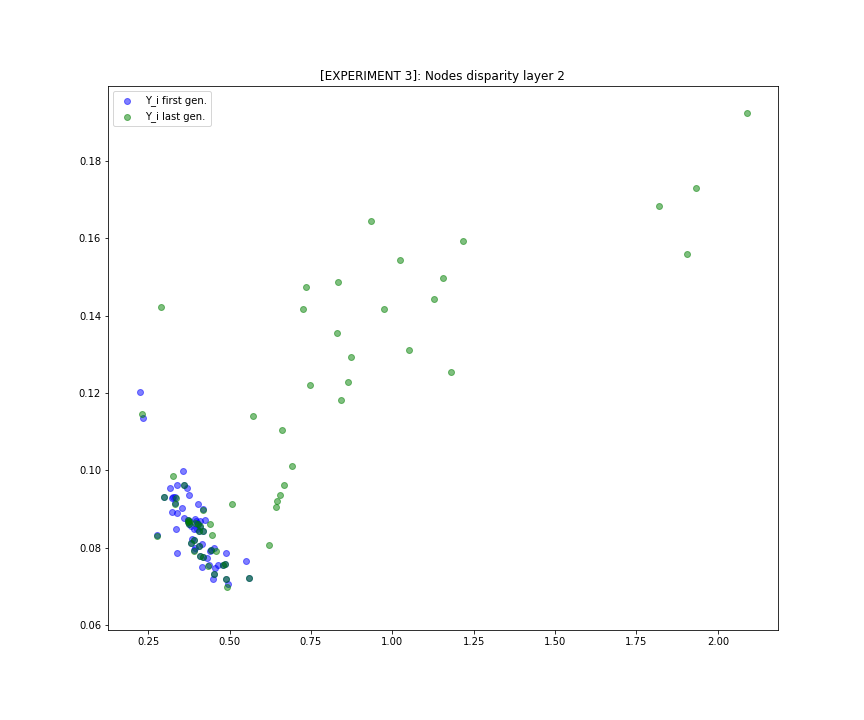 [EXPERIMENT 3]: Nodes disparity layer 2
Y_i first gen.
Y_i last gen.
0.18
0.16
0.14
0.12
0.10
0.08
0.06
0.25 0.50 0.75 1.00 1.25 1.50 1.75 2.00